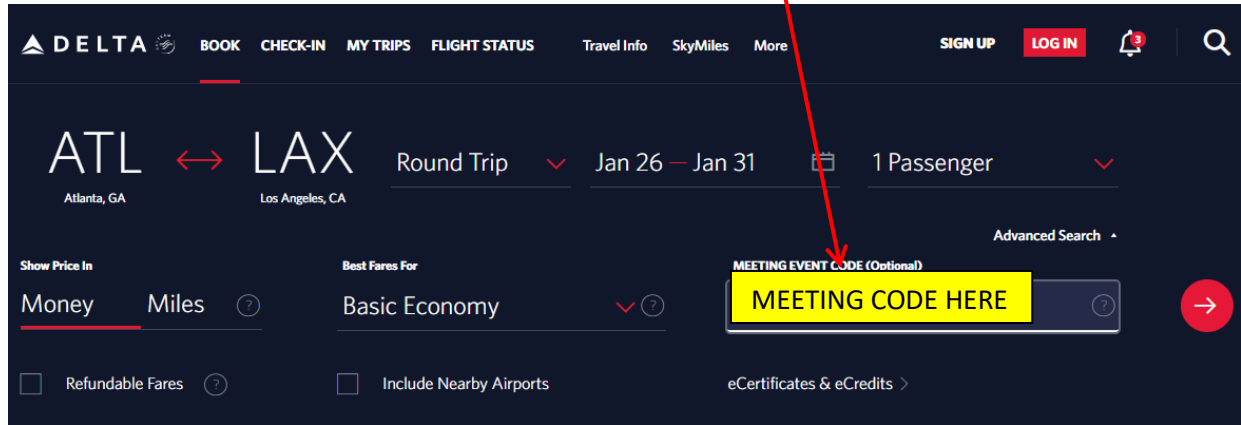 DELTA BOOK CHECK-IN MY TRIPS FLIGHT STATUS Travel Info SkyMiles More SIGN UP LOG IN 3
ATL LAX Round Trip Jan 26 — Jan 31 1 Passenger
Atlanta, GA Los Angeles, CA
Advanced Search
Show Price In Best Fares For MEETING EVENT CODE (Optional)
Money Miles ? Basic Economy ? MEETING CODE HERE ?
Refundable Fares ? Include Nearby Airports eCertificates & eCredits >